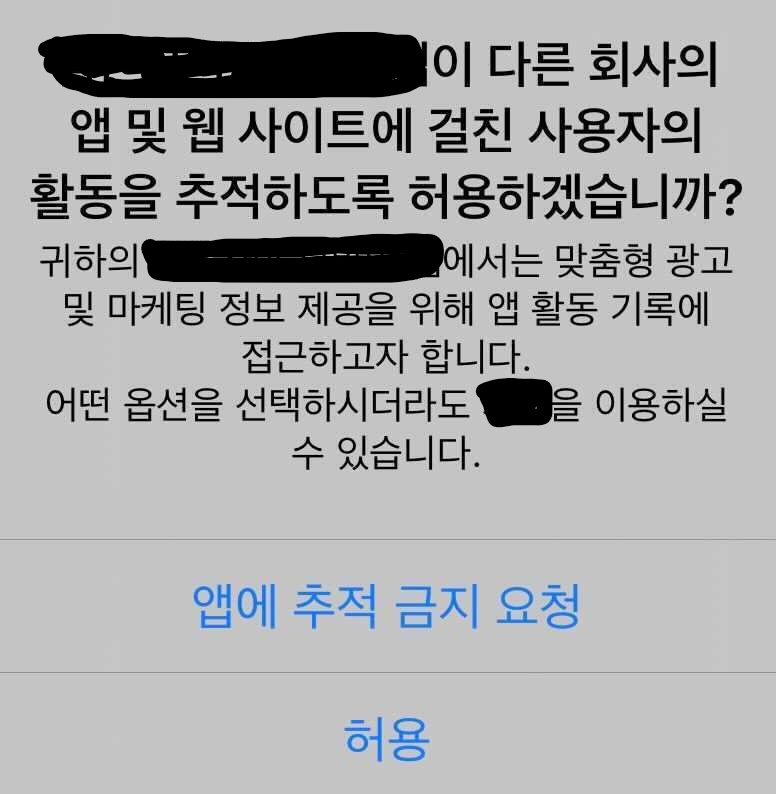 이 다른 회사의
앱 및 웹 사이트에 걸친 사용자의
활동을 추적하도록 허용하겠습니까?
귀하의 에서는 맞춤형 광고
및 마케팅 정보 제공을 위해 앱 활동 기록에
접근하고자 합니다.
어떤 옵션을 선택하시더라도 을 이용하실
수 있습니다.
앱에 추적 금지 요청
허용